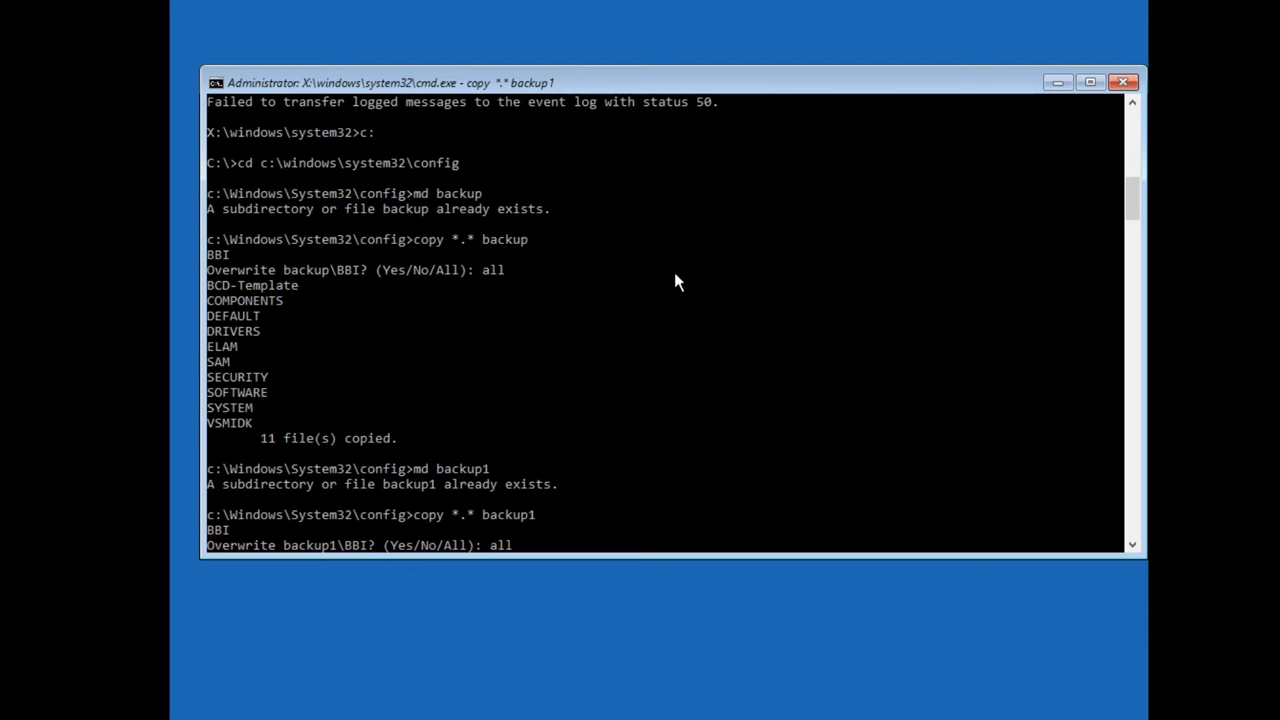 Administrator: X:\windows\system32\cmd.exe - copy *.* backup1
Failed to transfer logged messages to the event log with status 50.
X:\windows\system32>c:
C:\>cd c:\windows\system32\config
c:\Windows\System32\config>md backup
A subdirectory or file backup already exists.
c:\Windows\System32\config>copy *.* backup
BBI
Overwrite backup\BBI? (Yes/No/All): all
BCD-Template
COMPONENTS
DEFAULT
DRIVERS
ELAM
SAM
SECURITY
SOFTWARE
SYSTEM
VSMIDK
11 file(s) copied.
c:\Windows\System32\config>md backup1
A subdirectory or file backup1 already exists.
c:\Windows\System32\config>copy *.* backup1
BBI
Overwrite backup1\BBI? (Yes/No/All): all